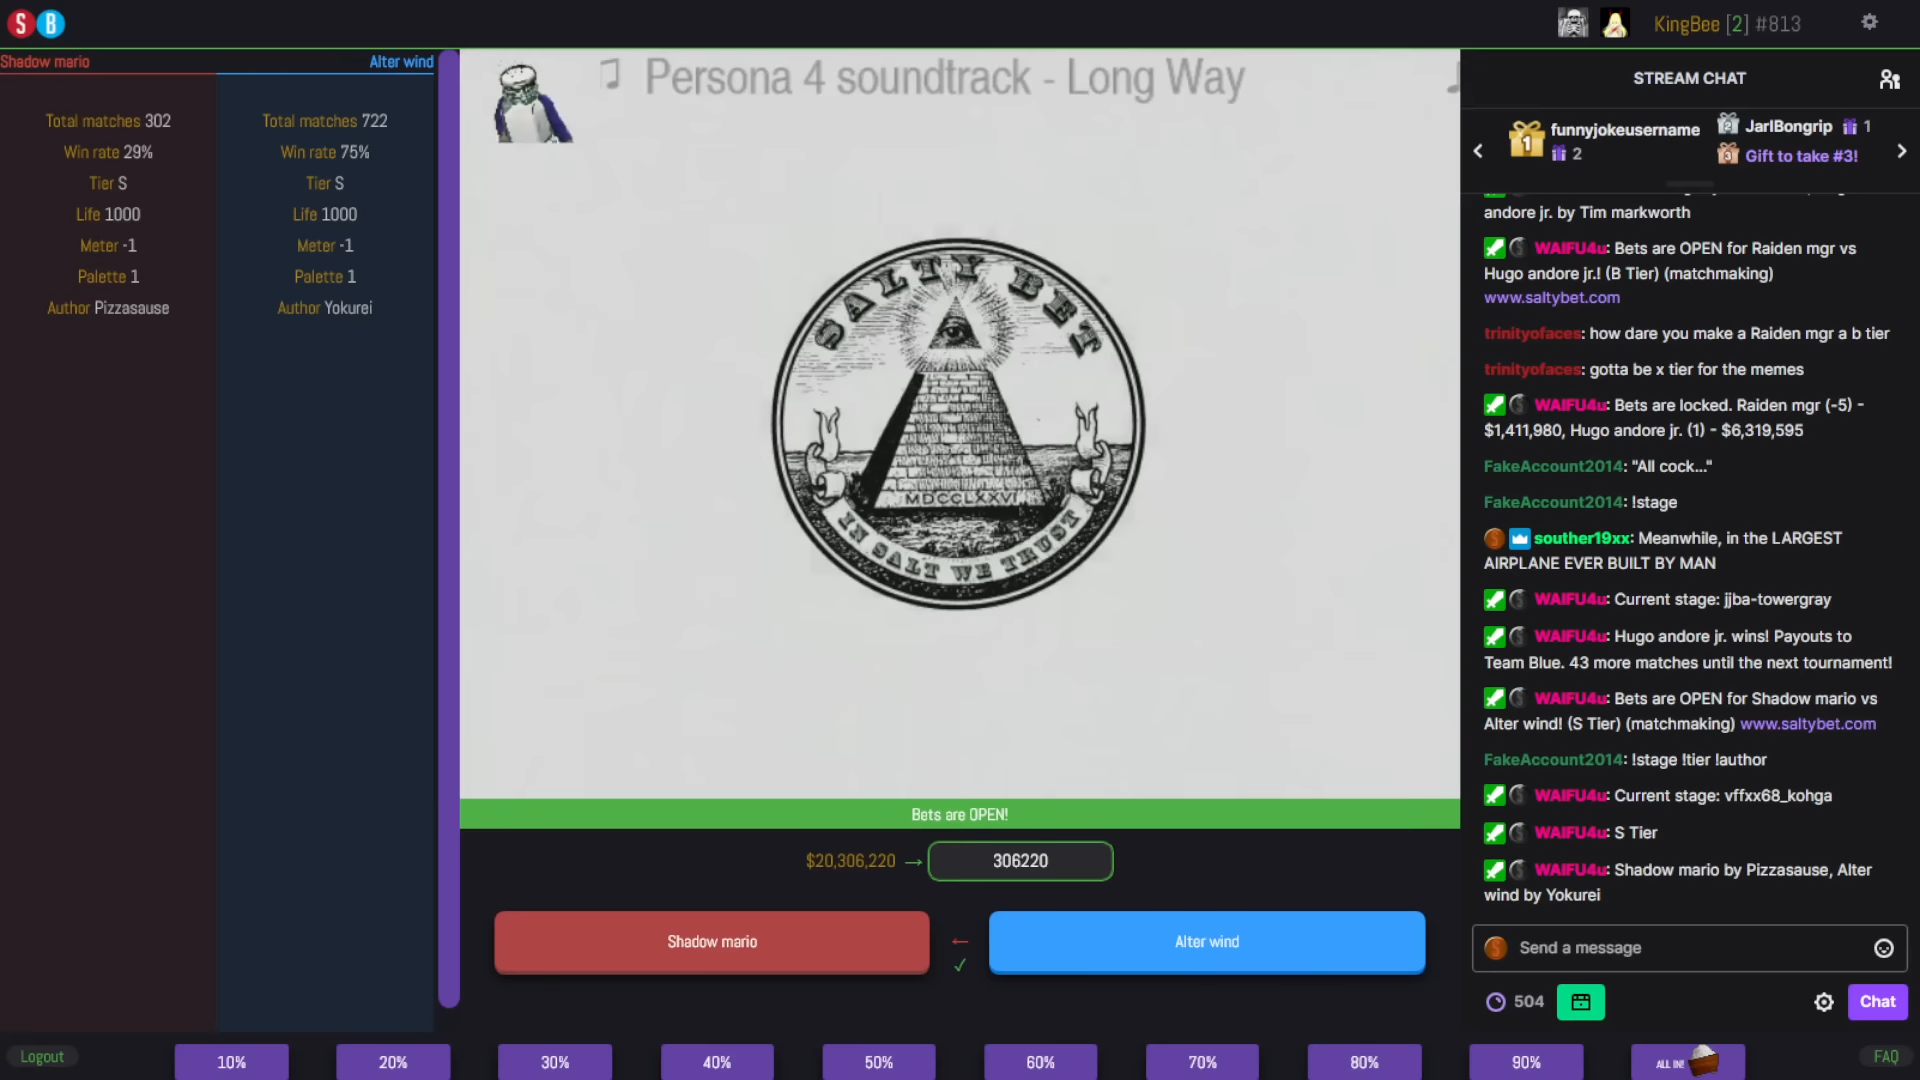 S B
KingBee [2] #813
Shadow mario
Alter wind
Total matches 302
Win rate 29%
Tier S
Life 1000
Meter -1
Palette 1
Author Pizzasause
Total matches 722
Win rate 75%
Tier S
Life 1000
Meter -1
Palette 1
Author Yokurei
♫ Persona 4 soundtrack - Long Way
SALTY BET
MDCCLXXVI
IN SALT WE TRUST
Bets are OPEN!
$20,306,220 → 306220
Shadow mario
←
✓
Alter wind
STREAM CHAT
1 funnyjokeusername
2
2 JarlBongrip 1
3 Gift to take #3!
andore jr. by Tim markworth
WAIFU4u: Bets are OPEN for Raiden mgr vs
Hugo andore jr.! (B Tier) (matchmaking)
www.saltybet.com
trinityofaces: how dare you make a Raiden mgr a b tier
trinityofaces: gotta be x tier for the memes
WAIFU4u: Bets are locked. Raiden mgr (-5) -
$1,411,980, Hugo andore jr. (1) - $6,319,595
FakeAccount2014: "All cock..."
FakeAccount2014: !stage
souther19xx: Meanwhile, in the LARGEST
AIRPLANE EVER BUILT BY MAN
WAIFU4u: Current stage: jjba-towergray
WAIFU4u: Hugo andore jr. wins! Payouts to
Team Blue. 43 more matches until the next tournament!
WAIFU4u: Bets are OPEN for Shadow mario vs
Alter wind! (S Tier) (matchmaking) www.saltybet.com
FakeAccount2014: !stage !tier !author
WAIFU4u: Current stage: vffxx68_kohga
WAIFU4u: S Tier
WAIFU4u: Shadow mario by Pizzasause, Alter
wind by Yokurei
Send a message
504
Chat
Logout
10%
20%
30%
40%
50%
60%
70%
80%
90%
ALL IN!
FAQ